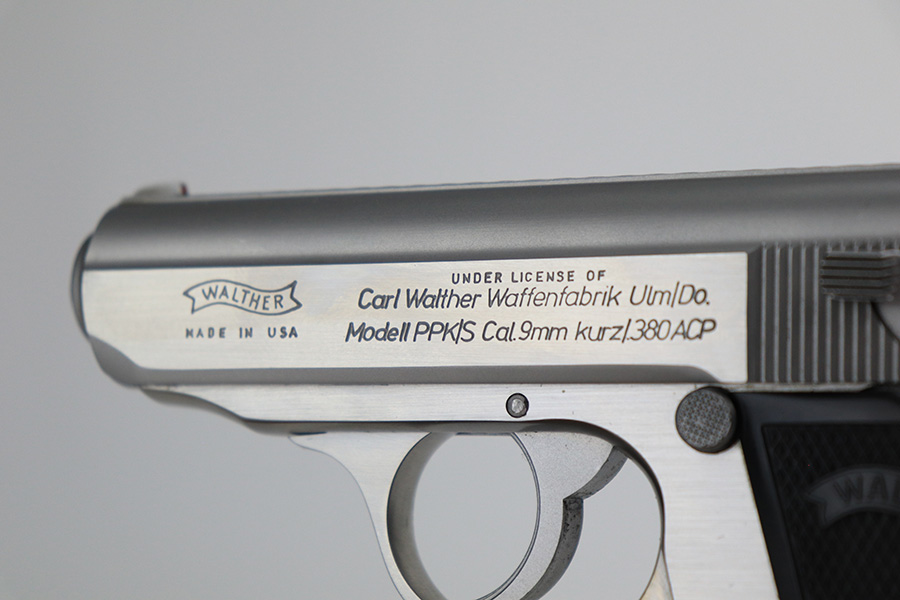 WALTHER
MADE IN USA
UNDER LICENSE OF
Carl Walther Waffenfabrik Ulm/Do.
Modell PPK/S Cal.9mm kurz/.380 ACP